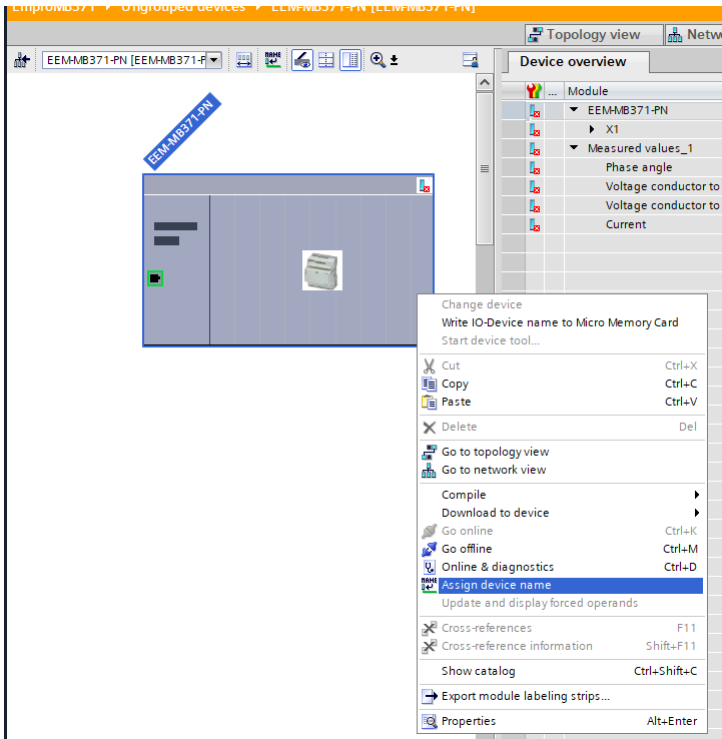 EmproMB371 ▸ Ungrouped devices ▸ EEM-MB371-PN [EEM-MB371-PN]
Topology view
Netw
EEM-MB371-PN [EEM-MB371-P
Device overview
... Module
EEM-MB371-PN
EEM-MB371-PN
X1
Measured values_1
Phase angle
Voltage conductor to
Voltage conductor to
Current
Change device
Write IO-Device name to Micro Memory Card
Start device tool...
Cut Ctrl+X
Copy Ctrl+C
Paste Ctrl+V
Delete Del
Go to topology view
Go to network view
Compile
Download to device
Go online Ctrl+K
Go offline Ctrl+M
Online & diagnostics Ctrl+D
Assign device name
Update and display forced operands
Cross-references F11
Cross-reference information Shift+F11
Show catalog Ctrl+Shift+C
Export module labeling strips...
Properties Alt+Enter